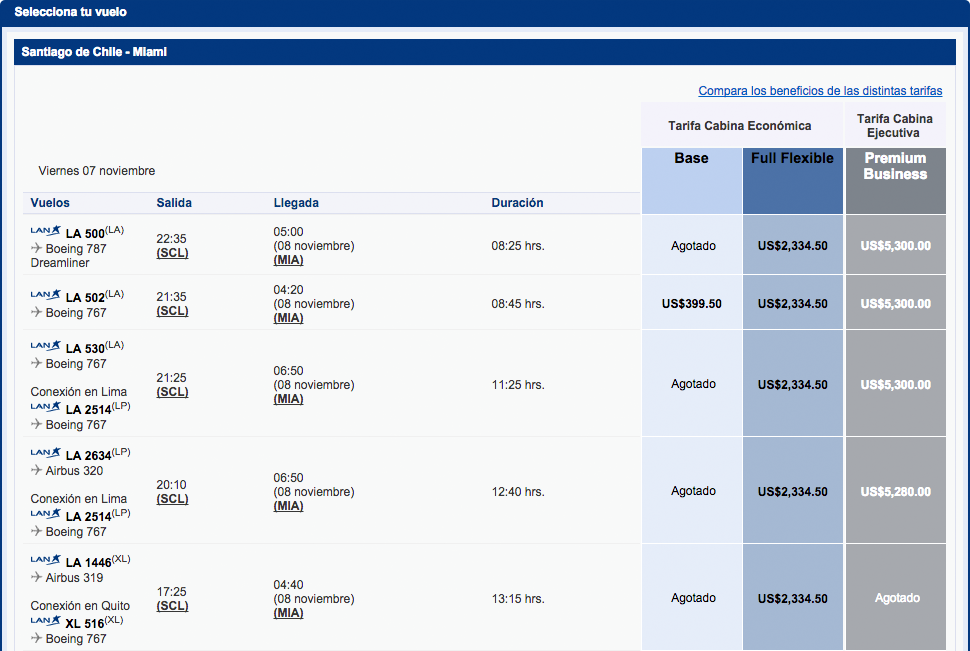 Selecciona tu vuelo
Santiago de Chile - Miami
Compara los beneficios de las distintas tarifas
Tarifa Cabina Económica
Tarifa Cabina
Ejecutiva
Viernes 07 noviembre
Base
Full Flexible
Premium
Business
Vuelos
Salida
Llegada
Duración
LAN LA 500(LA)
Boeing 787
Dreamliner
22:35
(SCL)
05:00
(08 noviembre)
(MIA)
08:25 hrs.
Agotado
US$2,334.50
US$5,300.00
LAN LA 502(LA)
Boeing 767
21:35
(SCL)
04:20
(08 noviembre)
(MIA)
08:45 hrs.
US$399.50
US$2,334.50
US$5,300.00
LAN LA 530(LA)
Boeing 767
Conexión en Lima
LAN LA 2514(LP)
Boeing 767
21:25
(SCL)
06:50
(08 noviembre)
(MIA)
11:25 hrs.
Agotado
US$2,334.50
US$5,300.00
LAN LA 2634(LP)
Airbus 320
Conexión en Lima
LAN LA 2514(LP)
Boeing 767
20:10
(SCL)
06:50
(08 noviembre)
(MIA)
12:40 hrs.
Agotado
US$2,334.50
US$5,280.00
LAN LA 1446(XL)
Airbus 319
Conexión en Quito
LAN XL 516(XL)
Boeing 767
17:25
(SCL)
04:40
(08 noviembre)
(MIA)
13:15 hrs.
Agotado
US$2,334.50
Agotado